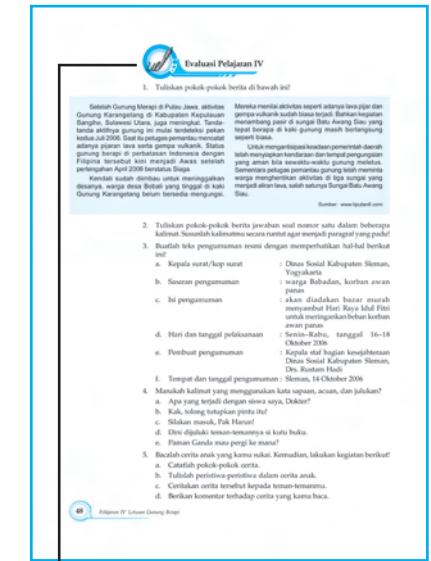 Evaluasi Pelajaran IV
1. Tuliskan pokok-pokok berita di bawah ini!
Setelah Gunung Merapi di Pulau Jawa, aktivitas
Gunung Karangetang di Kabupaten Kepulauan
Sangihe, Sulawesi Utara, juga meningkat. Tanda-
tanda aktifnya gunung ini mulai terdeteksi pekan
kedua Juli 2006. Saat itu petugas pemantau mencatat
adanya pijaran lava serta gempa vulkanik. Status
gunung berapi di perbatasan Indonesia dengan
Filipina tersebut kini menjadi Awas setelah
pertengahan April 2006 berstatus Siaga.
Kendati sudah diimbau untuk meninggalkan
desanya, warga desa Bobali yang tinggal di kaki
Gunung Karangetang belum bersedia mengungsi.
Mereka menilai aktivitas seperti adanya lava pijar dan
gempa vulkanik sudah biasa terjadi. Bahkan kegiatan
menambang pasir di sungai Batu Awang Siau yang
tepat berapa di kaki gunung masih berlangsung
seperti biasa.
Untuk mengantisipasi keadaan pemerintah daerah
telah menyiapkan kendaraan dan tempat pengungsian
yang aman bila sewaktu-waktu gunung meletus.
Sementara petugas pemantau gunung telah meminta
warga menghentikan aktivitas di tiga sungai yang
menjadi aliran lava, salah satunya Sungai Batu Awang
Siau.
Sumber: www.liputan6.com
2. Tuliskan pokok-pokok berita jawaban soal nomor satu dalam beberapa
kalimat. Susunlah kalimatmu secara runtut agar menjadi paragraf yang padu!
3. Buatlah teks pengumuman resmi dengan memperhatikan hal-hal berikut
ini!
a. Kepala surat/kop surat : Dinas Sosial Kabupaten Sleman,
Yogyakarta
b. Sasaran pengumuman : warga Babadan, korban awan
panas
c. Isi pengumuman : akan diadakan bazar murah
menyambut Hari Raya Idul Fitri
untuk meringankan beban korban
awan panas
d. Hari dan tanggal pelaksanaan : Senin–Rabu, tanggal 16–18
Oktober 2006
e. Pembuat pengumuman : Kepala staf bagian kesejahteraan
Dinas Sosial Kabupaten Sleman,
Drs. Rustam Hadi
f. Tempat dan tanggal pengumuman : Sleman, 14 Oktober 2006
4. Manakah kalimat yang menggunakan kata sapaan, acuan, dan julukan?
a. Apa yang terjadi dengan siswa saya, Dokter?
b. Kak, tolong tutupkan pintu itu!
c. Silakan masuk, Pak Harun!
d. Dini dijuluki teman-temannya si kutu buku.
e. Paman Ganda mau pergi ke mana?
5. Bacalah cerita anak yang kamu sukai. Kemudian, lakukan kegiatan berikut!
a. Catatlah pokok-pokok cerita.
b. Tulislah peristiwa-peristiwa dalam cerita anak.
c. Ceritakan cerita tersebut kepada teman-temanmu.
d. Berikan komentar terhadap cerita yang kamu baca.
48 Pelajaran IV Letusan Gunung Berapi